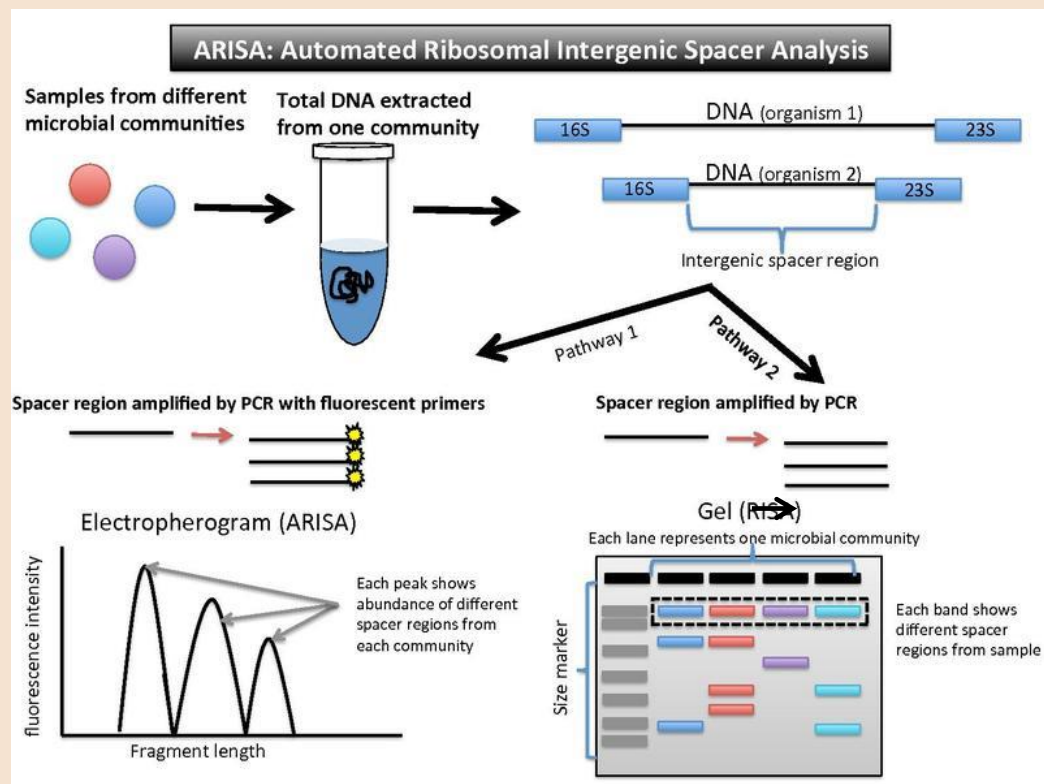 ARISA: Automated Ribosomal Intergenic Spacer Analysis
Samples from different
microbial communities
Total DNA extracted
from one community
DNA (organism 1)
16S
23S
DNA (organism 2)
16S
23S
Intergenic spacer region
Pathway 1
Pathway 2
Spacer region amplified by PCR with fluorescent primers
Spacer region amplified by PCR
Electropherogram (ARISA)
Gel (RISA)
Each lane represents one microbial community
fluorescence intensity
Each peak shows
abundance of different
spacer regions from
each community
Fragment length
Size marker
Each band shows
different spacer
regions from sample